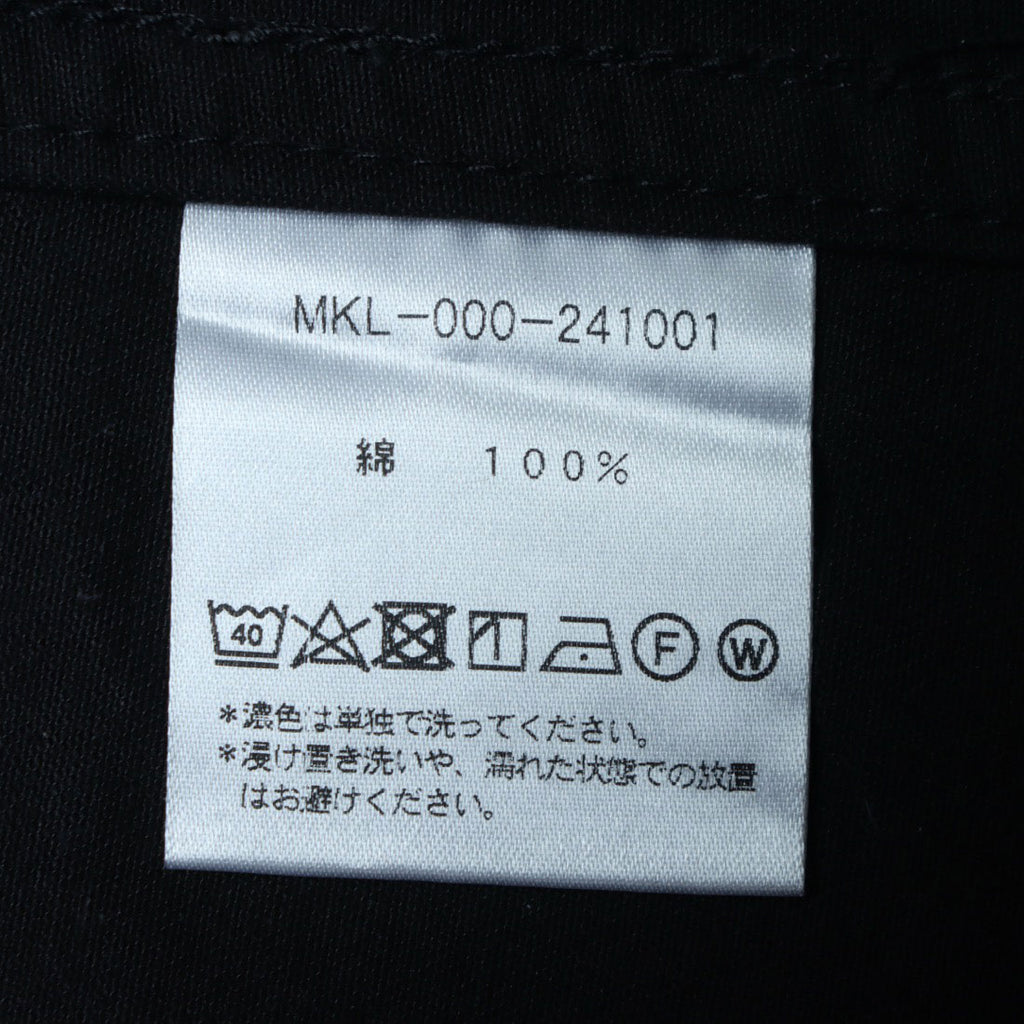 MKL-000-241001
綿 100%
40 F W
*濃色は単独で洗ってください。
*浸け置き洗いや、濡れた状態での放置
はお避けください。